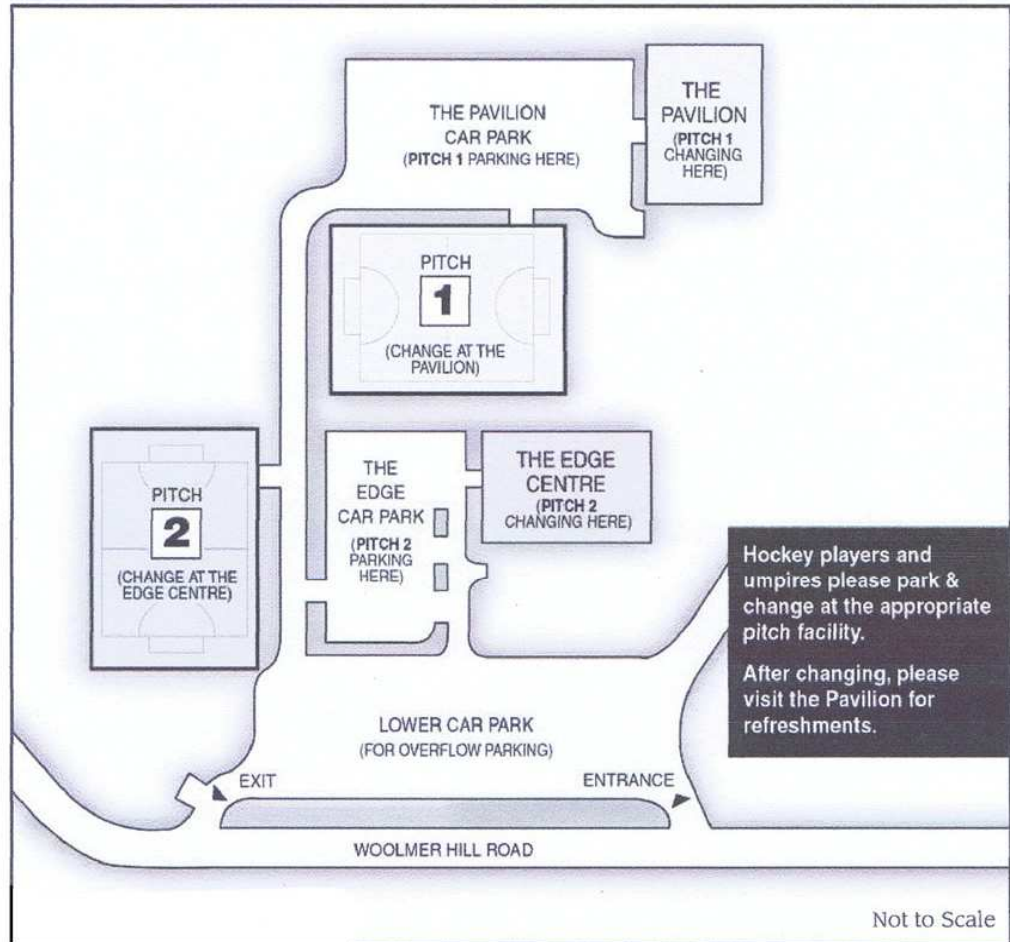 THE PAVILION
CAR PARK
(PITCH 1 PARKING HERE)
THE
PAVILION
(PITCH 1
CHANGING
HERE)
PITCH
1
(CHANGE AT THE
PAVILION)
PITCH
2
(CHANGE AT THE
EDGE CENTRE)
THE
EDGE
CAR PARK
(PITCH 2
PARKING
HERE)
THE EDGE
CENTRE
(PITCH 2
CHANGING HERE)
Hockey players and
umpires please park &
change at the appropriate
pitch facility.
After changing, please
visit the Pavilion for
refreshments.
LOWER CAR PARK
(FOR OVERFLOW PARKING)
EXIT
ENTRANCE
WOOLMER HILL ROAD
Not to Scale